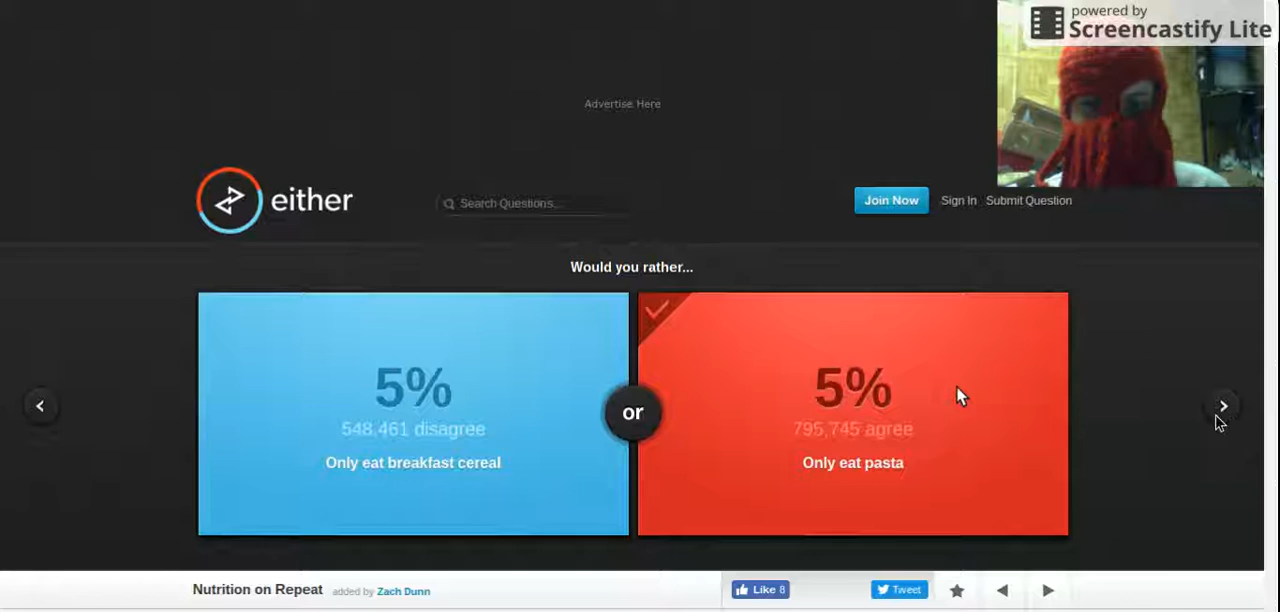 powered by
Screencastify Lite
Advertise Here
either
Search Questions...
Join Now
Sign In
Submit Question
Would you rather...
5%
548,461 disagree
Only eat breakfast cereal
or
5%
795,745 agree
Only eat pasta
Nutrition on Repeat added by Zach Dunn
Like 8
Tweet